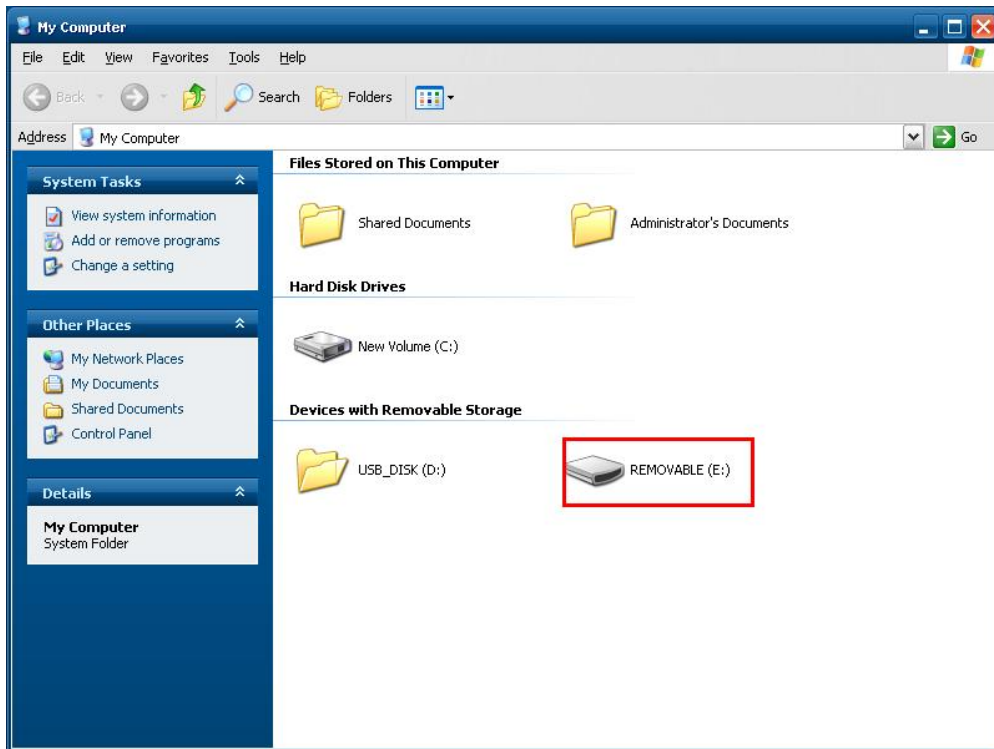 My Computer
File Edit View Favorites Tools Help
Back Search Folders
Address My Computer Go
System Tasks
View system information
Add or remove programs
Change a setting
Other Places
My Network Places
My Documents
Shared Documents
Control Panel
Details
My Computer
System Folder
Files Stored on This Computer
Shared Documents Administrator's Documents
Hard Disk Drives
New Volume (C:)
Devices with Removable Storage
USB_DISK (D:) REMOVABLE (E:)